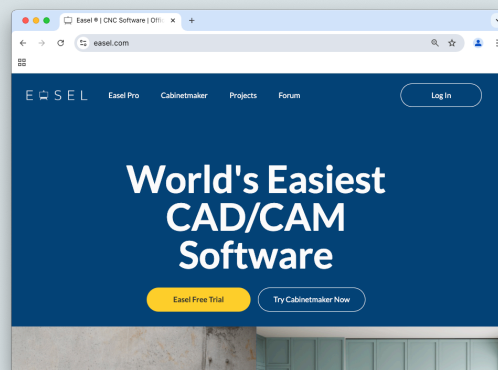 Easel ® | CNC Software | Offi
easel.com
EASEL Easel Pro Cabinetmaker Projects Forum Log In
World's Easiest
CAD/CAM
Software
Easel Free Trial Try Cabinetmaker Now